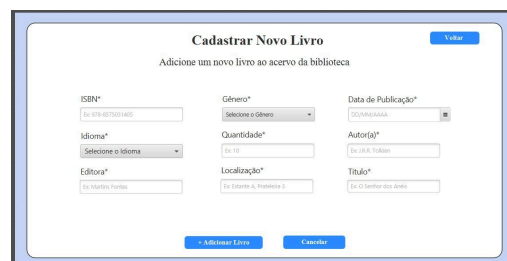 Cadastrar Novo Livro
Voltar
Adicione um novo livro ao acervo da biblioteca
ISBN*
Gênero*
Data de Publicação*
Ex: 978-8575031465
Selecione o Gênero
DD/MM/AAAA
Idioma*
Quantidade*
Autor(a)*
Selecione o Idioma
Ex: 10
Ex: J.R.R. Tolkien
Editora*
Localização*
Título*
Ex: Martins Fontes
Ex: Estante A, Prateleira 3
Ex: O Senhor dos Anéis
+ Adicionar Livro
Cancelar